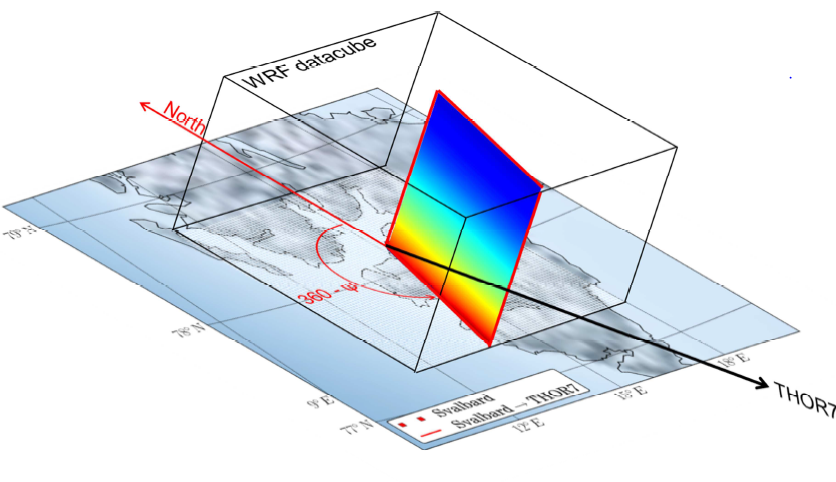 WRF datacube
North
79° N
360 - ψ
78° N
18° E
9° E
15° E
THOR7
Svalbard
Svalbard → THOR7
77° N
12° E